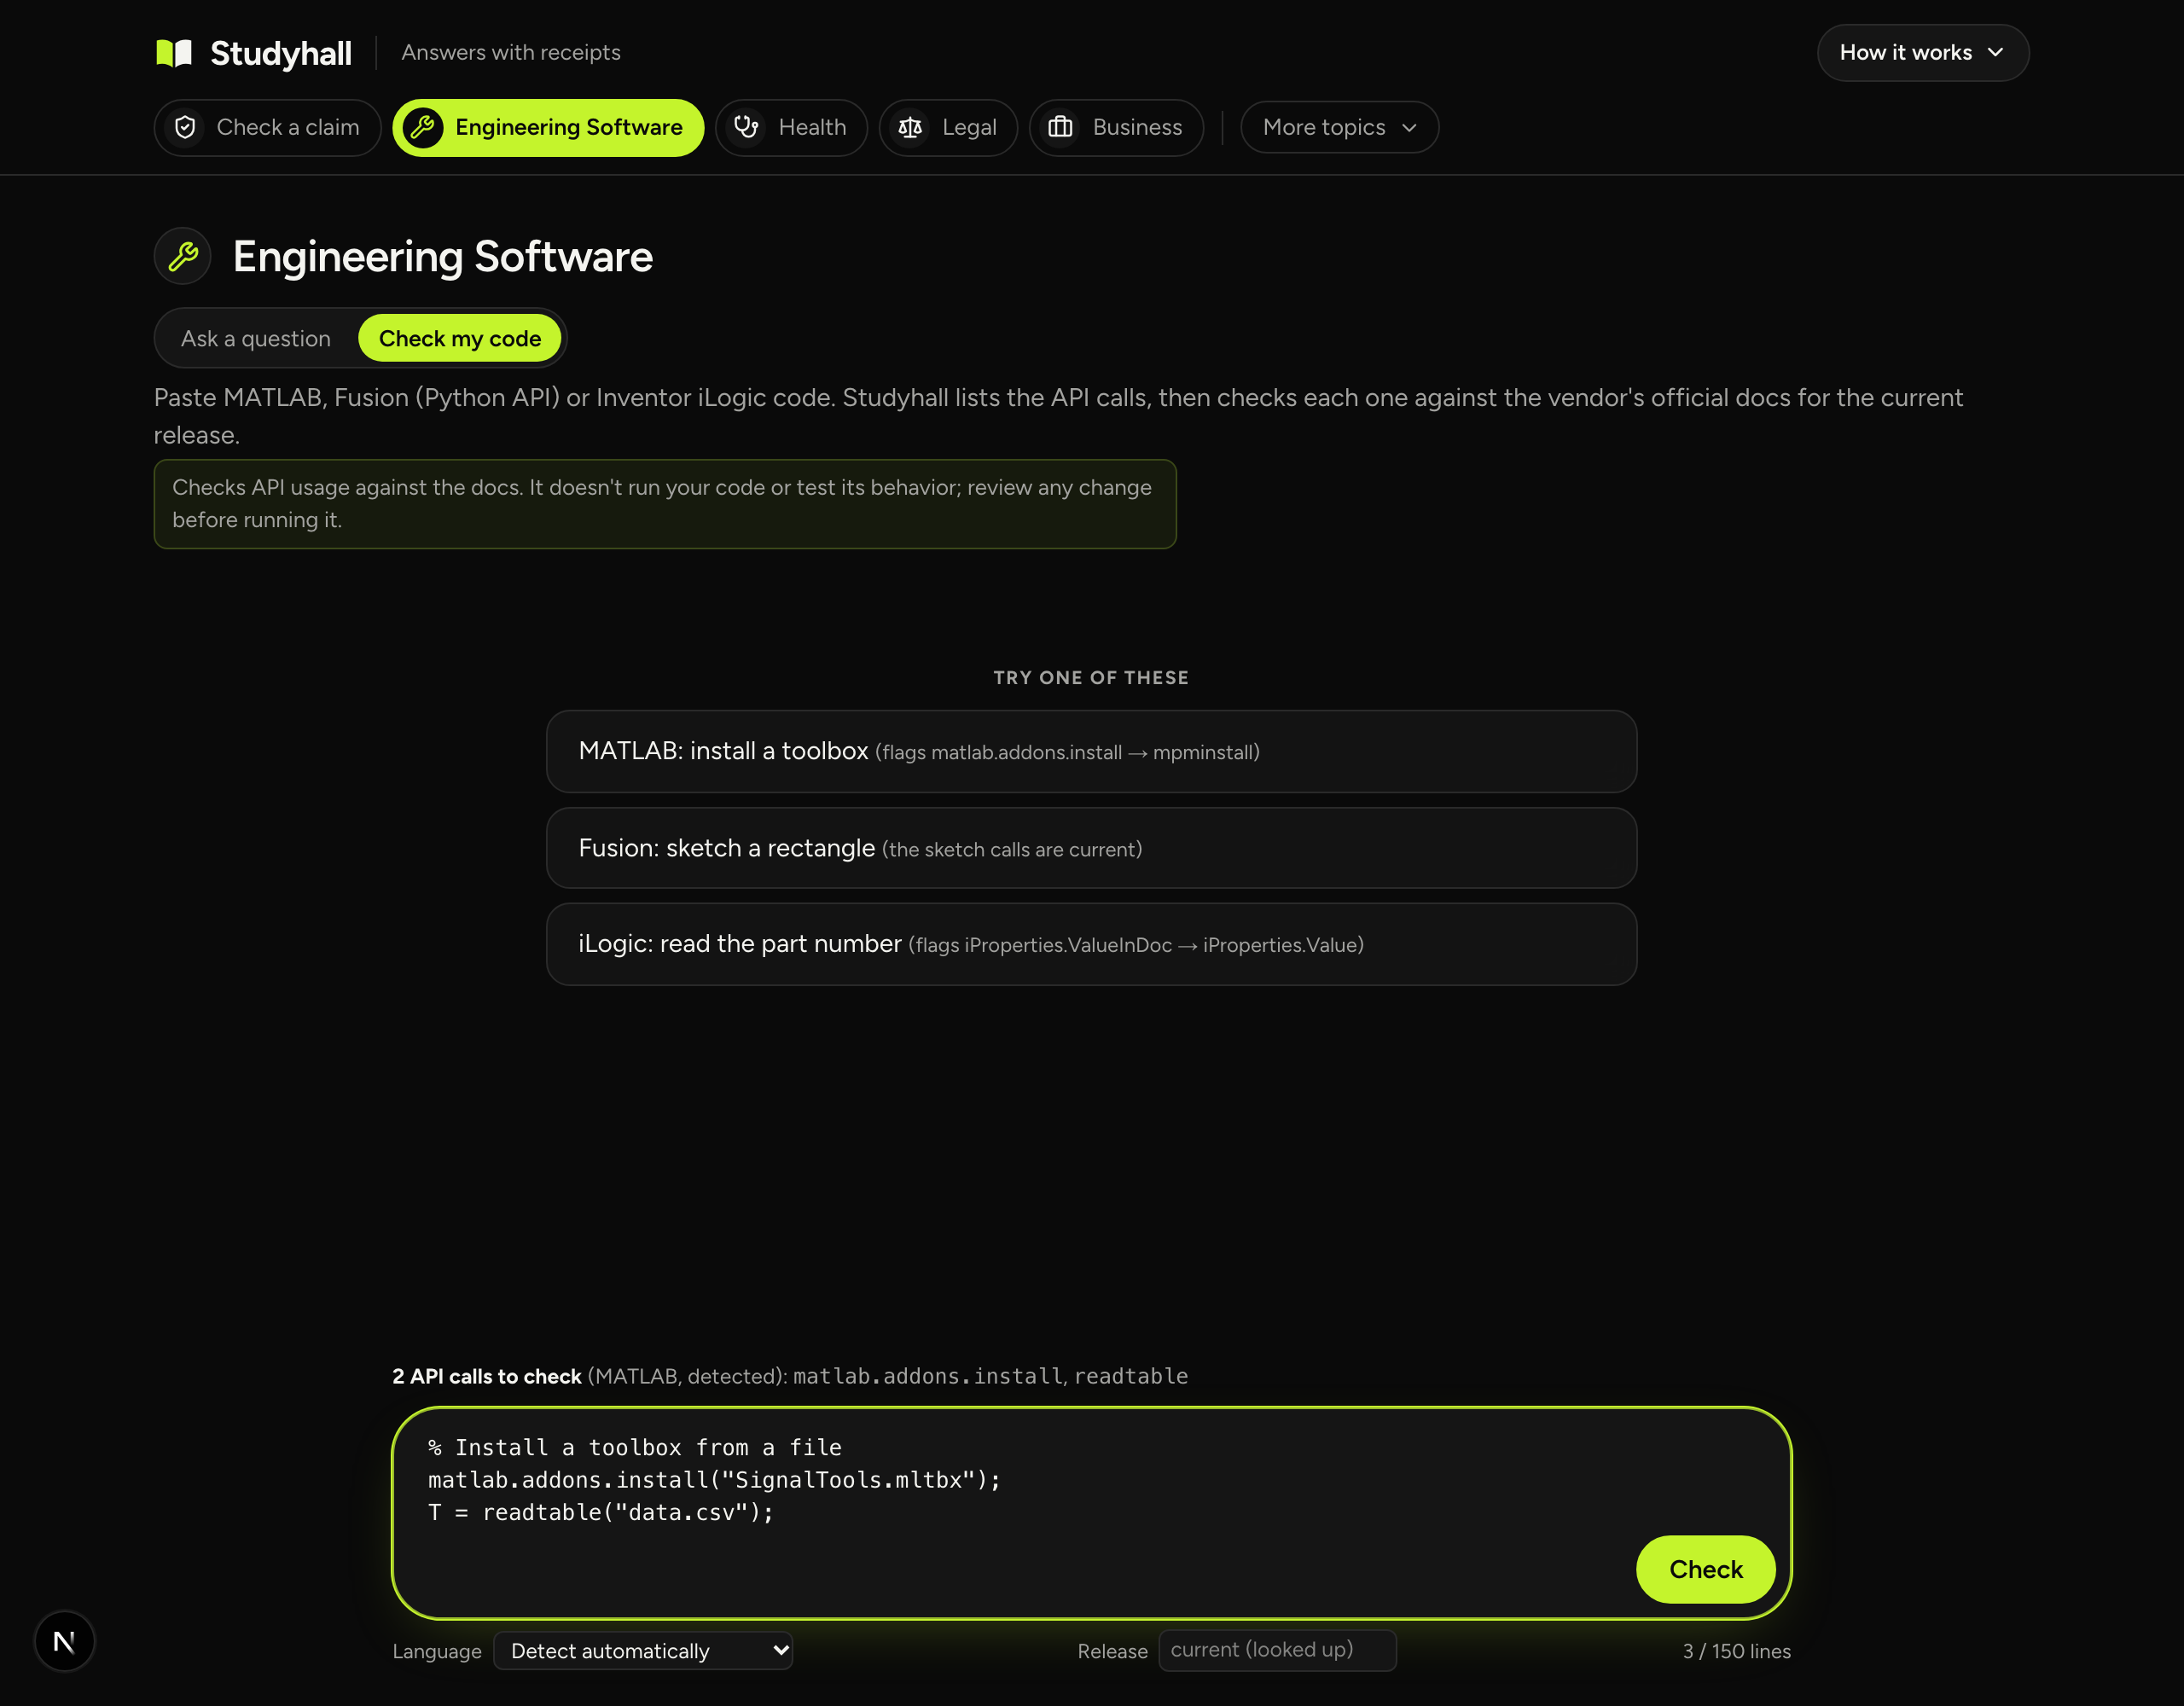 Studyhall
Answers with receipts
How it works
Check a claim
Engineering Software
Health
Legal
Business
More topics
Engineering Software
Ask a question
Check my code
Paste MATLAB, Fusion (Python API) or Inventor iLogic code. Studyhall lists the API calls, then checks each one against the vendor's official docs for the current
release.
Checks API usage against the docs. It doesn't run your code or test its behavior; review any change
before running it.
TRY ONE OF THESE
MATLAB: install a toolbox (flags matlab.addons.install → mpminstall)
Fusion: sketch a rectangle (the sketch calls are current)
iLogic: read the part number (flags iProperties.ValueInDoc → iProperties.Value)
2 API calls to check (MATLAB, detected): matlab.addons.install, readtable
% Install a toolbox from a file
matlab.addons.install("SignalTools.mltbx");
T = readtable("data.csv");
Check
N
Language
Detect automatically
Release
current (looked up)
3 / 150 lines